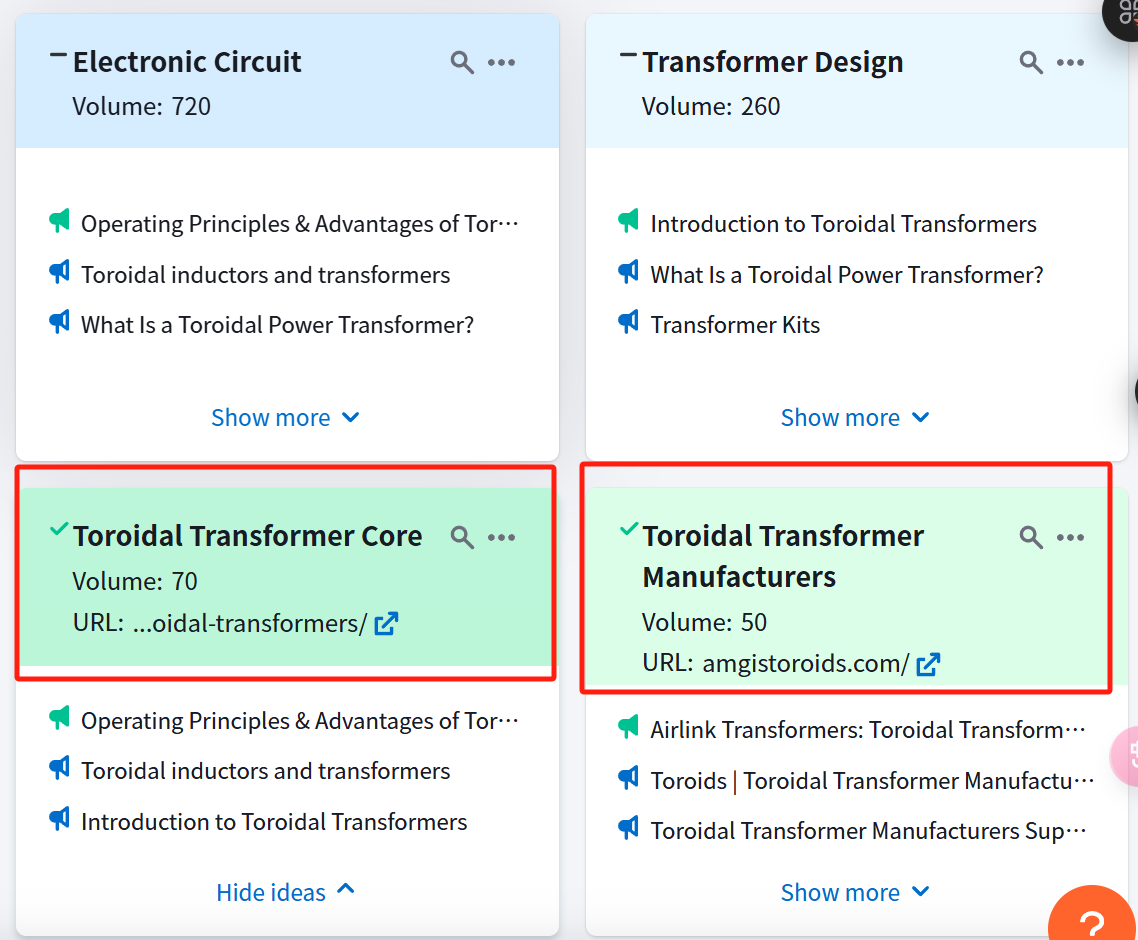 Electronic Circuit
Volume: 720
Operating Principles & Advantages of Tor···
Toroidal inductors and transformers
What Is a Toroidal Power Transformer?
Show more
Transformer Design
Volume: 260
Introduction to Toroidal Transformers
What Is a Toroidal Power Transformer?
Transformer Kits
Show more
Toroidal Transformer Core
Volume: 70
URL: ...oidal-transformers/
Operating Principles & Advantages of Tor···
Toroidal inductors and transformers
Introduction to Toroidal Transformers
Hide ideas
Toroidal Transformer
Manufacturers
Volume: 50
URL: amgistoroids.com/
Airlink Transformers: Toroidal Transform···
Toroids | Toroidal Transformer Manufactu···
Toroidal Transformer Manufacturers Sup···
Show more
?